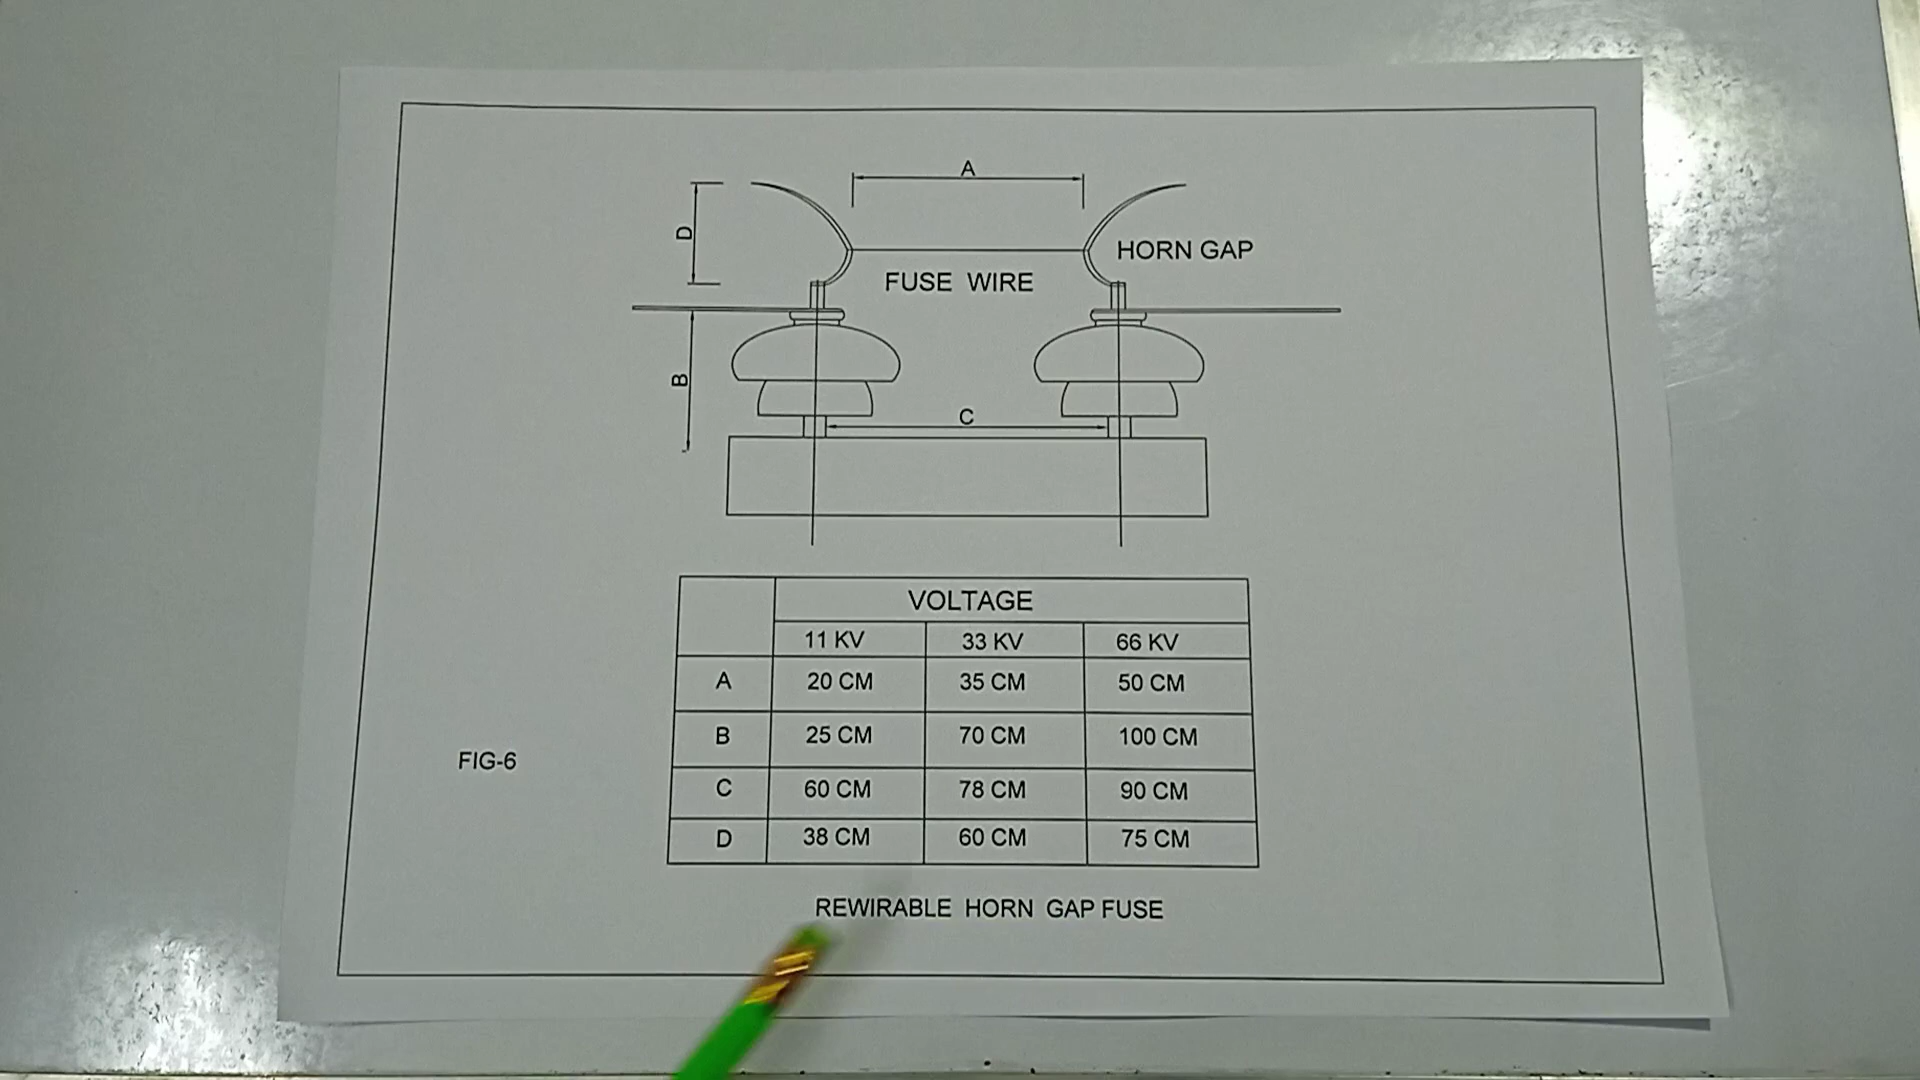 A
D
HORN GAP
FUSE WIRE
B
C
VOLTAGE
11 KV 33 KV 66 KV
A 20 CM 35 CM 50 CM
B 25 CM 70 CM 100 CM
C 60 CM 78 CM 90 CM
D 38 CM 60 CM 75 CM
FIG-6
REWIRABLE HORN GAP FUSE